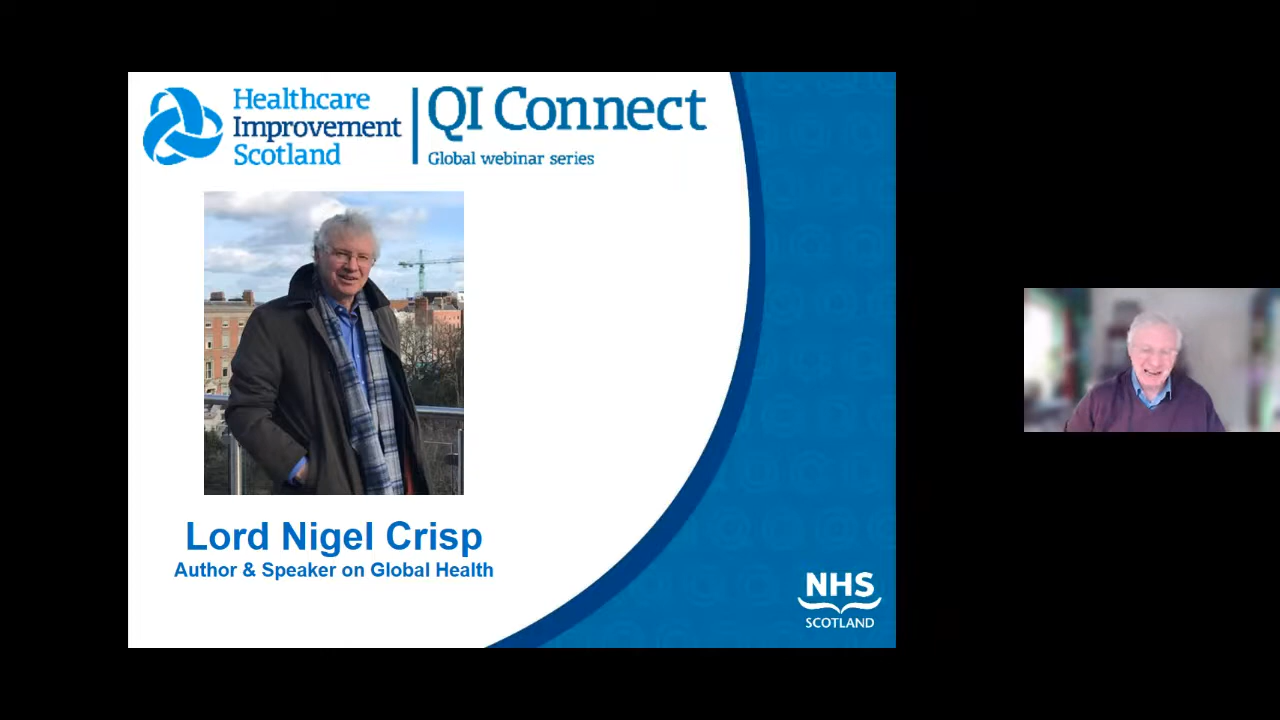 Healthcare
Improvement
Scotland
QI Connect
Global webinar series
Lord Nigel Crisp
Author & Speaker on Global Health
NHS
SCOTLAND